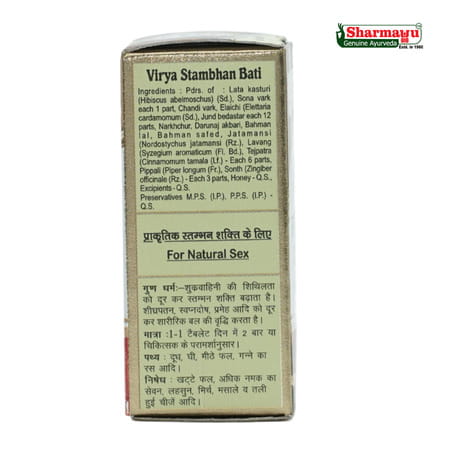 Sharmayu
Genuine Ayurveda
Estd. in 1985
Virya Stambhan Bati
Ingredients : Pdrs. of : Lata kasturi
(Hibiscus abelmoschus) (Sd.), Sona vark
each 1 part, Chandi vark, Elaichi (Elettaria
cardamomum (Sd.), Jund bedastar each 12
parts, Narkhchur, Darunaj akbari, Bahman
lal, Bahman safed, Jatamansi
(Nordostychus jatamansi (Rz.), Lavang
(Syzegium aromaticum (Fl. Bd.), Tejpatra
(Cinnamomum tamala (Lf.) - Each 6 parts,
Pippali (Piper longum (Fr.), Sonth (Zingiber
officinale (Rz.) - Each 3 parts, Honey - Q.S.,
Excipients - Q.S.
Preservatives M.P.S. (I.P.), P.P.S. (I.P.) -
Q.S.
प्राकृतिक स्तम्भन शक्ति के लिए
For Natural Sex
गुण धर्म:-शुक्रवाहिनी की शिथिलता
को दूर कर स्तम्भन शक्ति बढ़ाता है।
शीघ्रपतन, स्वप्नदोष, प्रमेह आदि को दूर
कर शारीरिक बल की वृद्धि करता है।
मात्रा :1-1 टैबलेट दिन में 2 बार या
चिकित्सक के परामर्शानुसार।
पथ्य : दूध, घी, मीठे फल, गन्ने का
रस आदि।
निषेध : खट्टे फल, अधिक नमक का
सेवन, लहसुन, मिर्च, मसाले व तली
हुई चीजें आदि।